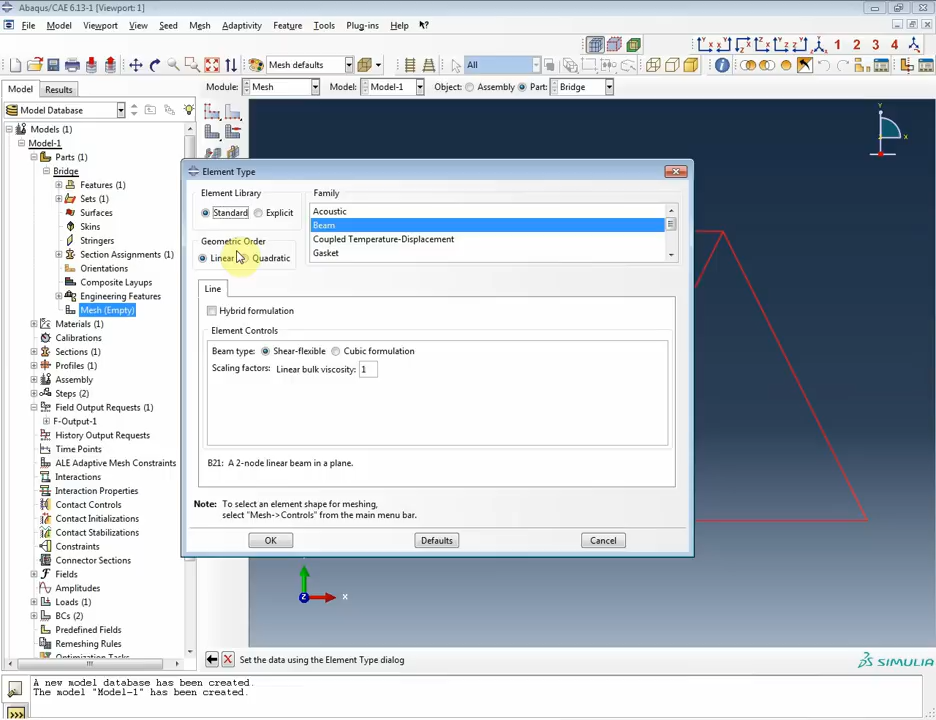 Abaqus/CAE 6.13-1 [Viewport: 1]
File Model Viewport View Seed Mesh Adaptivity Feature Tools Plug-ins Help
Mesh defaults All 1 2 3 4
Model Results Module: Mesh Model: Model-1 Object: Assembly Part: Bridge
Model Database
Models (1)
Model-1
Parts (1)
Bridge
Features (1)
Sets (1)
Surfaces
Skins
Stringers
Section Assignments (1)
Orientations
Composite Layups
Engineering Features
Mesh (Empty)
Materials (1)
Calibrations
Sections (1)
Profiles (1)
Assembly
Steps (2)
Field Output Requests (1)
F-Output-1
History Output Requests
Time Points
ALE Adaptive Mesh Constraints
Interactions
Interaction Properties
Contact Controls
Contact Initializations
Contact Stabilizations
Constraints
Connector Sections
Fields
Amplitudes
Loads (1)
BCs (2)
Predefined Fields
Remeshing Rules
Optimization Tasks
Element Type
Element Library
Standard Explicit
Geometric Order
Linear Quadratic
Family
Acoustic
Beam
Coupled Temperature-Displacement
Gasket
Line
Hybrid formulation
Element Controls
Beam type: Shear-flexible Cubic formulation
Scaling factors: Linear bulk viscosity: 1
B21: A 2-node linear beam in a plane.
Note: To select an element shape for meshing,
select "Mesh->Controls" from the main menu bar.
OK Defaults Cancel
Y
X
Z X
Set the data using the Element Type dialog
SIMULIA
A new model database has been created.
The model "Model-1" has been created.
>>>